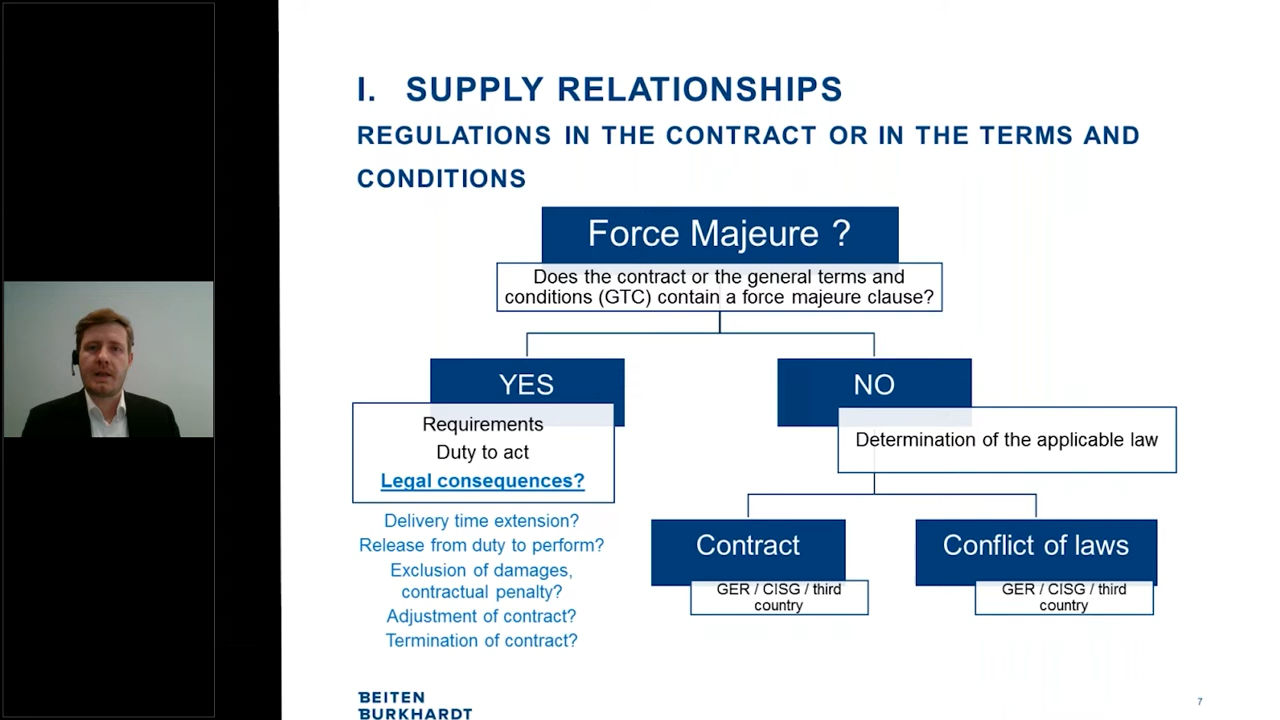 I. SUPPLY RELATIONSHIPS
REGULATIONS IN THE CONTRACT OR IN THE TERMS AND
CONDITIONS
Force Majeure ?
Does the contract or the general terms and
conditions (GTC) contain a force majeure clause?
YES
Requirements
Duty to act
Legal consequences?
Delivery time extension?
Release from duty to perform?
Exclusion of damages,
contractual penalty?
Adjustment of contract?
Termination of contract?
NO
Determination of the applicable law
Contract
GER / CISG / third
country
Conflict of laws
GER / CISG / third
country
BEITEN
BURKHARDT
7